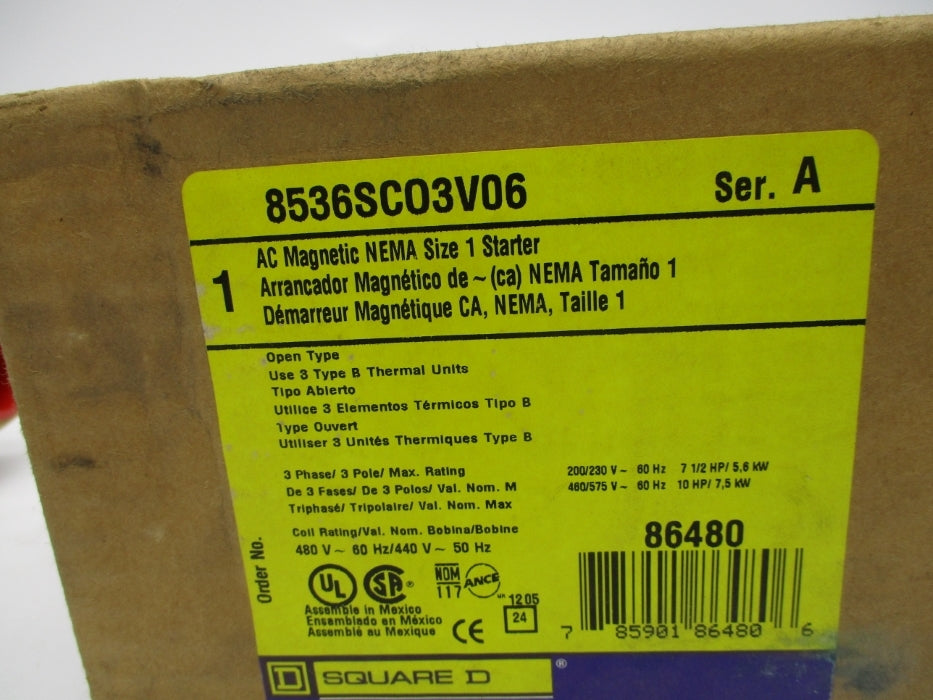 8536SCO3V06 Ser. A
1
AC Magnetic NEMA Size 1 Starter
Arrancador Magnético de ~ (ca) NEMA Tamaño 1
Démarreur Magnétique CA, NEMA, Taille 1
Open Type
Use 3 Type B Thermal Units
Tipo Abierto
Utilice 3 Elementos Térmicos Tipo B
Type Ouvert
Utiliser 3 Unités Thermiques Type B
3 Phase/ 3 Pole/ Max. Rating 200/230 V ~ 60 Hz 7 1/2 HP/ 5,6 kW
De 3 Fases/ De 3 Polos/ Val. Nom. M 460/575 V ~ 60 Hz 10 HP/ 7,5 kW
Triphasé/ Tripolaire/ Val. Nom. Max
Coil Rating/Val. Nom. Bobina/Bobine
480 V ~ 60 Hz/440 V ~ 50 Hz
86480
Order No.
UL SA ® NOM 117 ANCE MR 1205
24
Assemble in Mexico
Ensamblado en México
Assemblé au Mexique CE
7 85901 86480 6
D SQUARE D ®